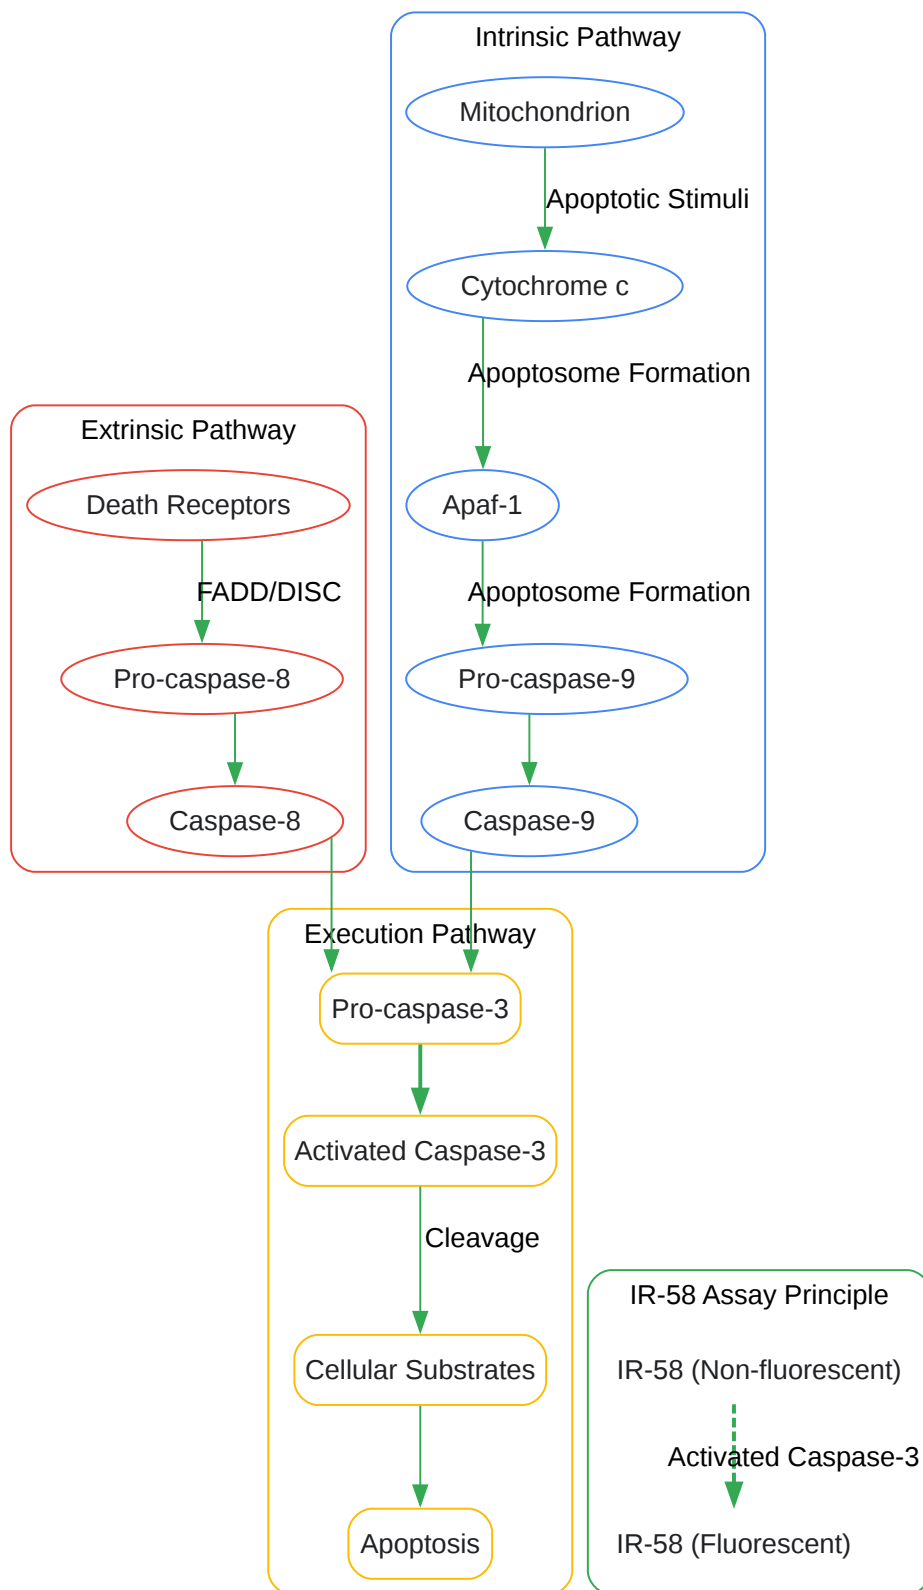 Intrinsic Pathway
Mitochondrion
Apoptotic Stimuli
Cytochrome c
Apoptosome Formation
Apaf-1
Apoptosome Formation
Pro-caspase-9
Caspase-9
Extrinsic Pathway
Death Receptors
FADD/DISC
Pro-caspase-8
Caspase-8
Execution Pathway
Pro-caspase-3
Activated Caspase-3
Cleavage
Cellular Substrates
Apoptosis
IR-58 Assay Principle
IR-58 (Non-fluorescent)
Activated Caspase-3
IR-58 (Fluorescent)